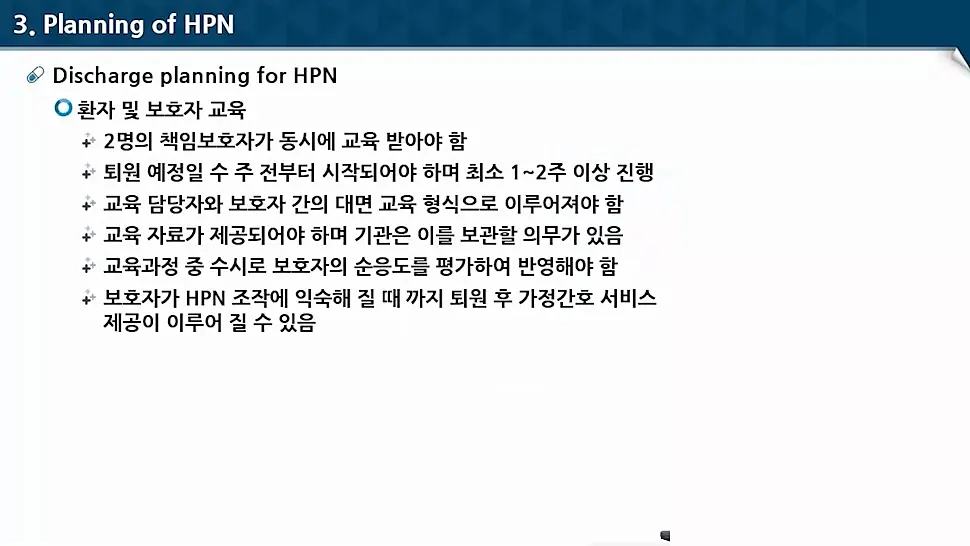 3. Planning of HPN
Discharge planning for HPN
환자 및 보호자 교육
2명의 책임보호자가 동시에 교육 받아야 함
퇴원 예정일 수 주 전부터 시작되어야 하며 최소 1~2주 이상 진행
교육 담당자와 보호자 간의 대면 교육 형식으로 이루어져야 함
교육 자료가 제공되어야 하며 기관은 이를 보관할 의무가 있음
교육과정 중 수시로 보호자의 순응도를 평가하여 반영해야 함
보호자가 HPN 조작에 익숙해 질 때 까지 퇴원 후 가정간호 서비스
제공이 이루어 질 수 있음